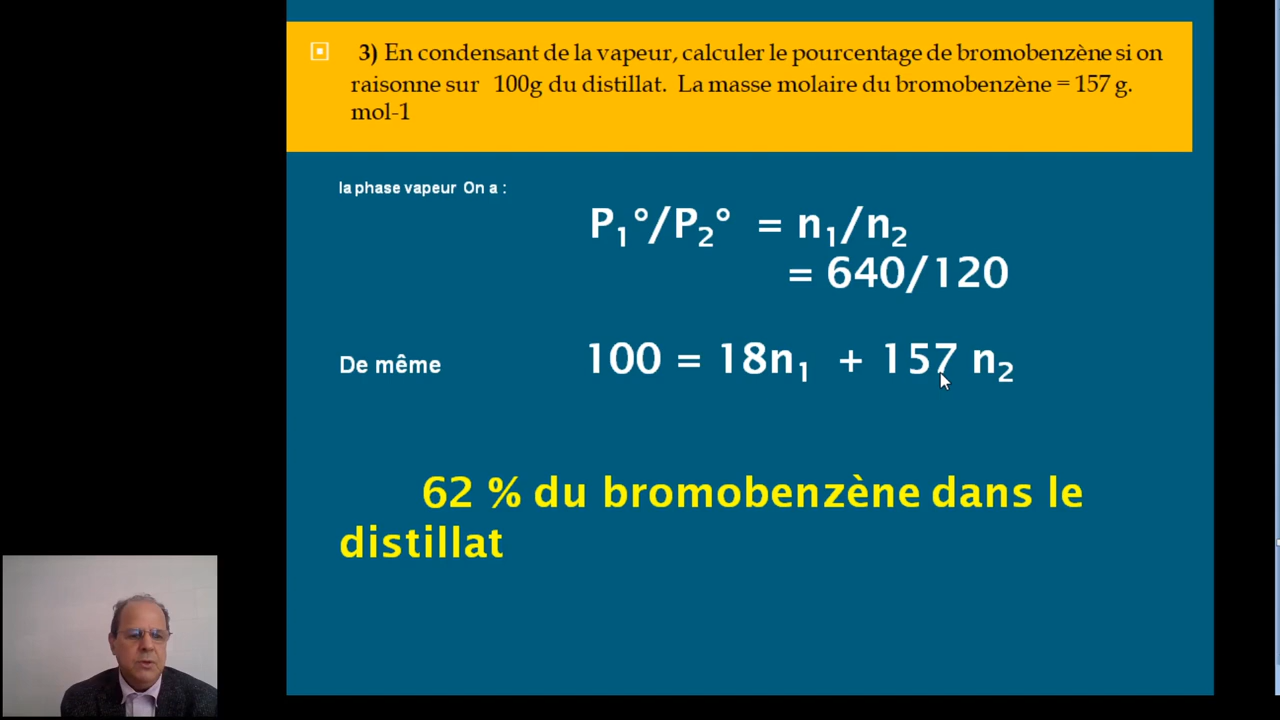 3) En condensant de la vapeur, calculer le pourcentage de bromobenzène si on
raisonne sur 100g du distillat. La masse molaire du bromobenzène = 157 g.
mol-1
la phase vapeur On a :
P₁°/P₂° = n₁/n₂
= 640/120
De même 100 = 18n₁ + 157 n₂
62 % du bromobenzène dans le
distillat